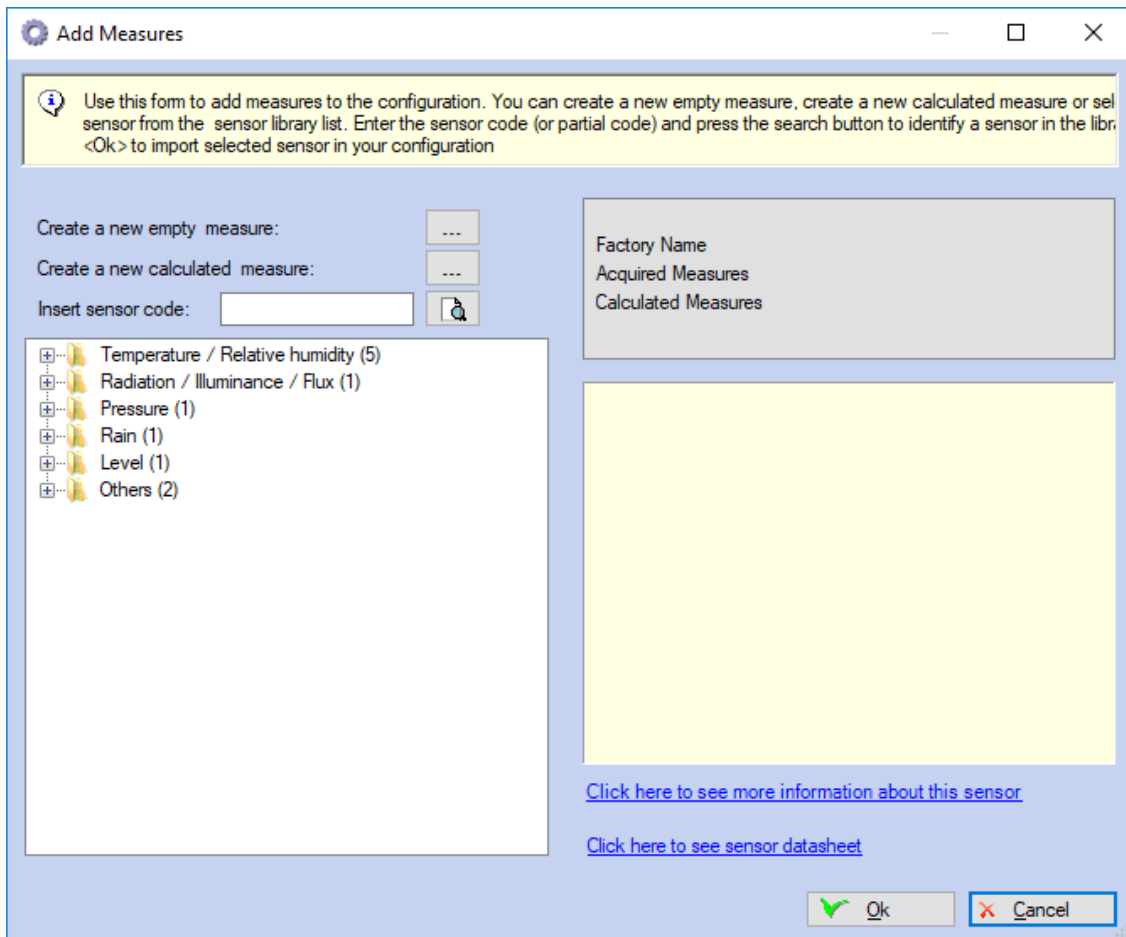 Add Measures
Use this form to add measures to the configuration. You can create a new empty measure, create a new calculated measure or sel
sensor from the  sensor library list. Enter the sensor code (or partial code) and press the search button to identify a sensor in the libr
<Ok> to import selected sensor in your configuration
Create a new empty  measure:
...
Create a new calculated  measure:
...
Insert sensor code:
Temperature / Relative humidity (5)
Radiation / Illuminance / Flux (1)
Pressure (1)
Rain (1)
Level (1)
Others (2)
Factory Name
Acquired Measures
Calculated Measures
Click here to see more information about this sensor
Click here to see sensor datasheet
Ok
Cancel